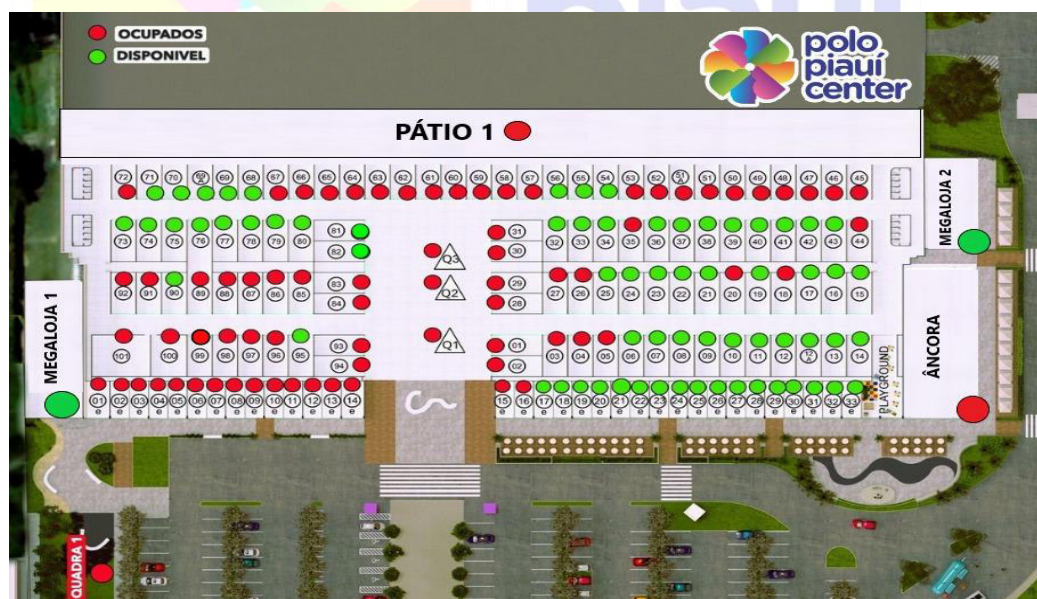 piauí
OCUPADOS
DISPONIVEL
polo
piauí
center
PÁTIO 1
72 71 70 69 A 69 68 67 66 65 64 63 62 61 60 59 58 57 56 55 54 53 52 51 A 51 50 49 48 47 46 45
MEGALOJA 2
73 74 75 76 77 78 79 80 81 82
31 30 32 33 34 35 36 37 38 39 40 41 42 43 44
Q3
92 91 90 89 88 87 86 85 83 84
Q2
29 28 27 26 25 24 23 22 21 20 19 18 17 16 15
MEGALOJA 1
101 100 99 98 97 96 95 93 94
Q1
01 02 03 04 05 06 07 08 09 10 11 12 12 A 13 14
PLAYGROUND
ÂNCORA
01 e 02 e 03 e 04 e 05 e 06 e 07 e 08 e 09 e 10 e 11 e 12 e 13 e 14 e
15 e 16 e 17 e 18 e 19 e 20 e 21 e 22 e 23 e 24 e 25 e 26 e 27 e 28 e 29 e 30 e 31 e 32 e 33 e
QUADRA 1